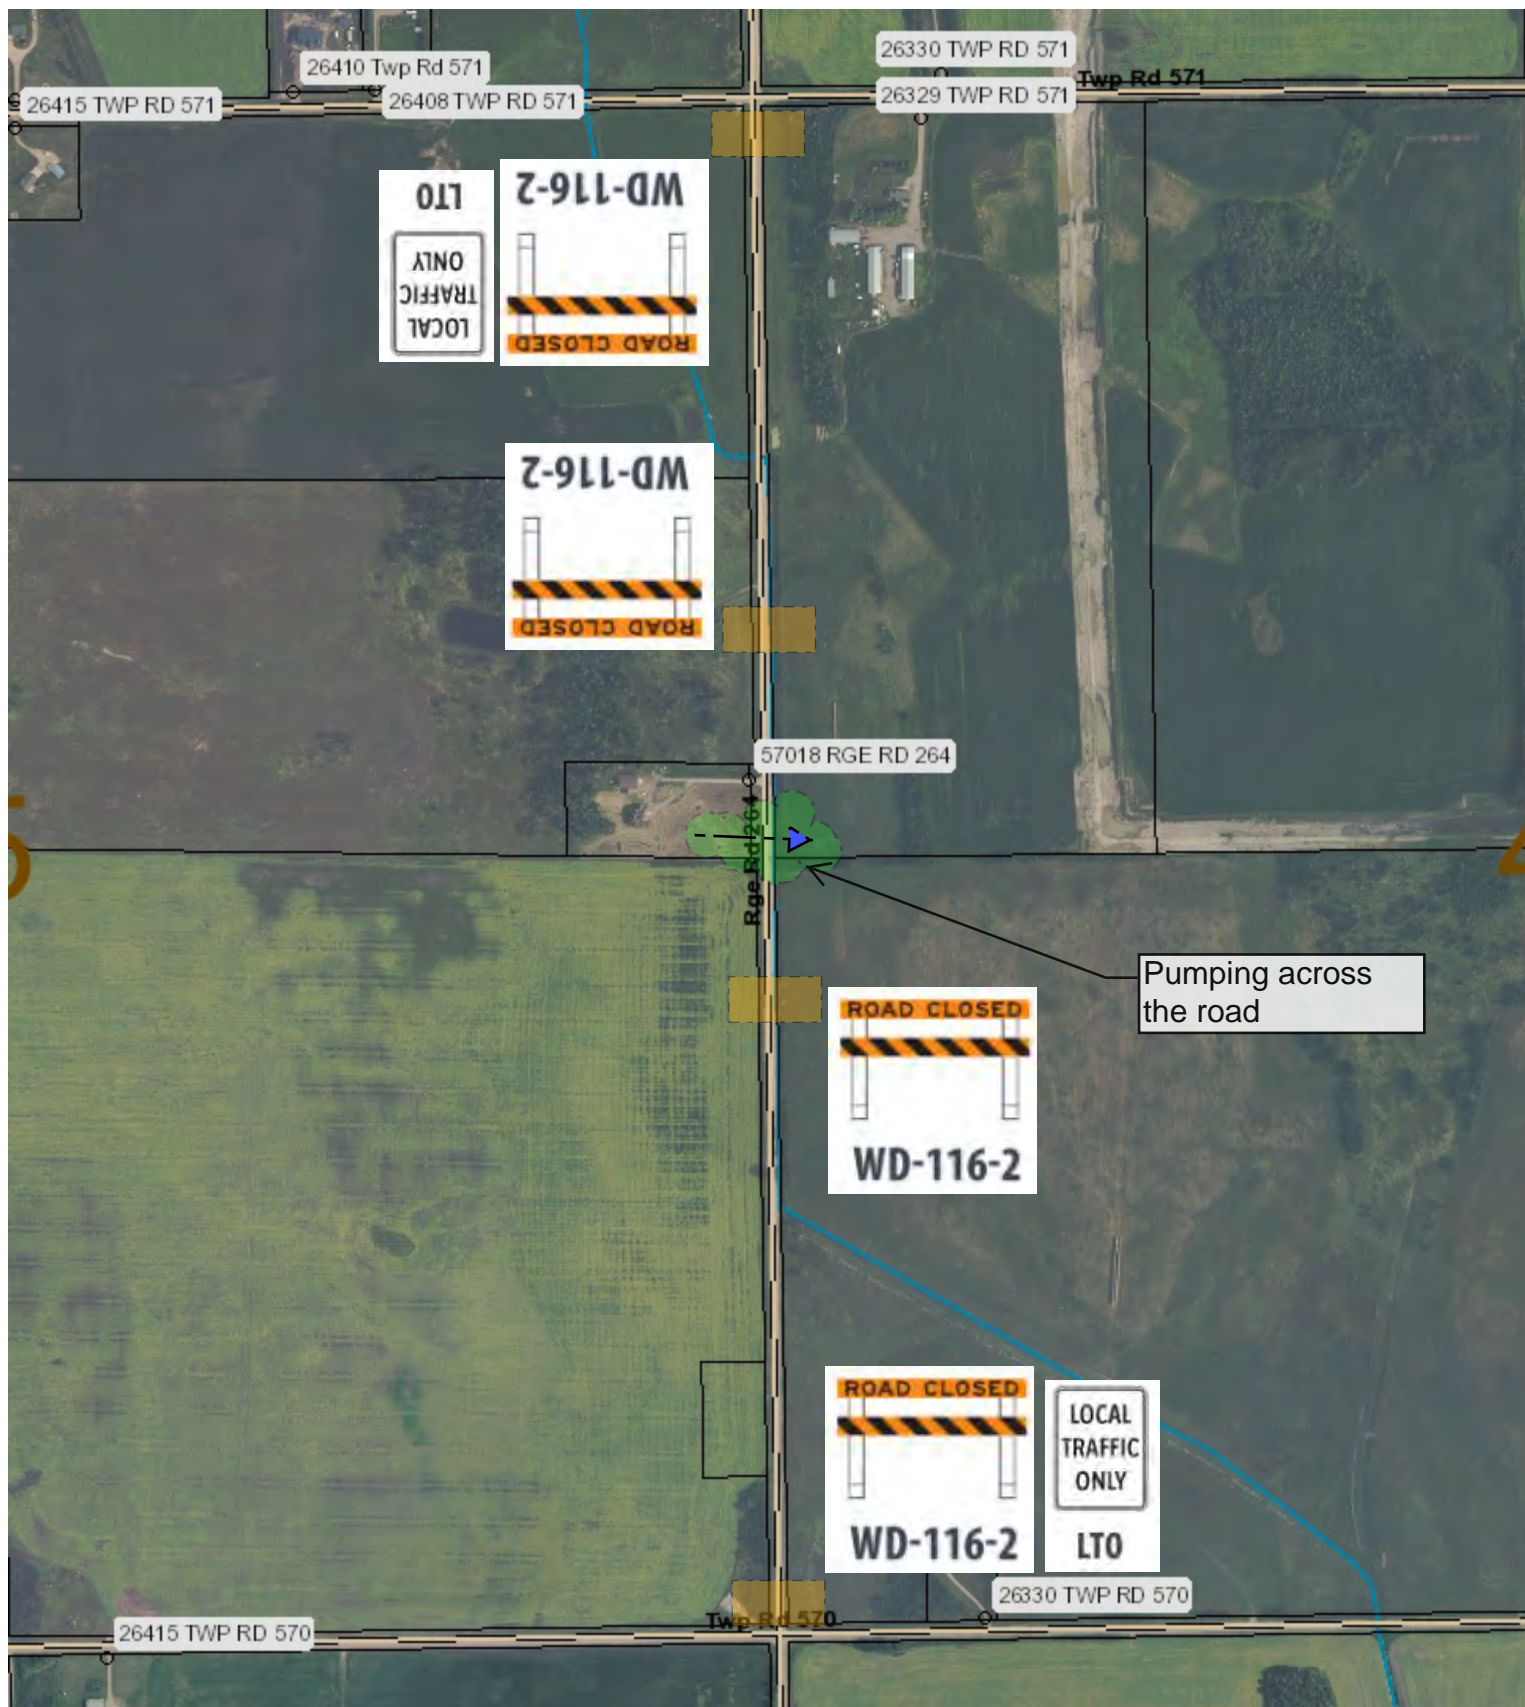 26330 TWP RD 571
26410 Twp Rd 571
Twp Rd 571
26415 TWP RD 571
26408 TWP RD 571
26329 TWP RD 571
WD-116-2
LTO
LOCAL
TRAFFIC
ONLY
ROAD CLOSED
WD-116-2
ROAD CLOSED
57018 RGE RD 264
Rge Rd 264
5
4
Pumping across
the road
ROAD CLOSED
WD-116-2
ROAD CLOSED
LOCAL
TRAFFIC
ONLY
WD-116-2
LTO
26330 TWP RD 570
Twp Rd 570
26415 TWP RD 570